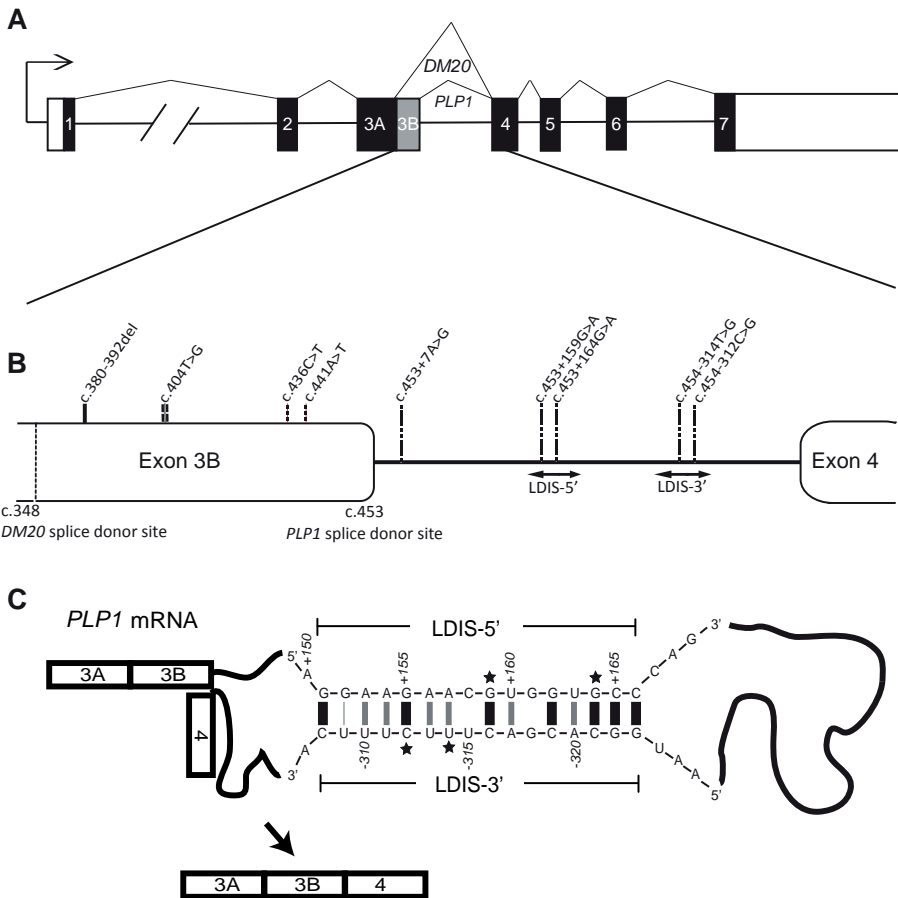 A
DM20
PLP1
1
2
3A
3B
4
5
6
7
B
c.380-392del
c.404T>G
c.436C>T
c.441A>T
c.453+7A>G
c.453+159G>A
c.453+164G>A
c.454-314T>G
c.454-312C>G
Exon 3B
Exon 4
LDIS-5’
LDIS-3’
c.348
c.453
DM20 splice donor site
PLP1 splice donor site
C
PLP1 mRNA
LDIS-5’
3A
3B
4
5’
+150
+155
+160
+165
3’
A G G A A G A A C G U G G U G C C C A G
A C U U U C U U U C A G C A C G G U A A
-310
-315
-320
3’
5’
LDIS-3’
3A
3B
4